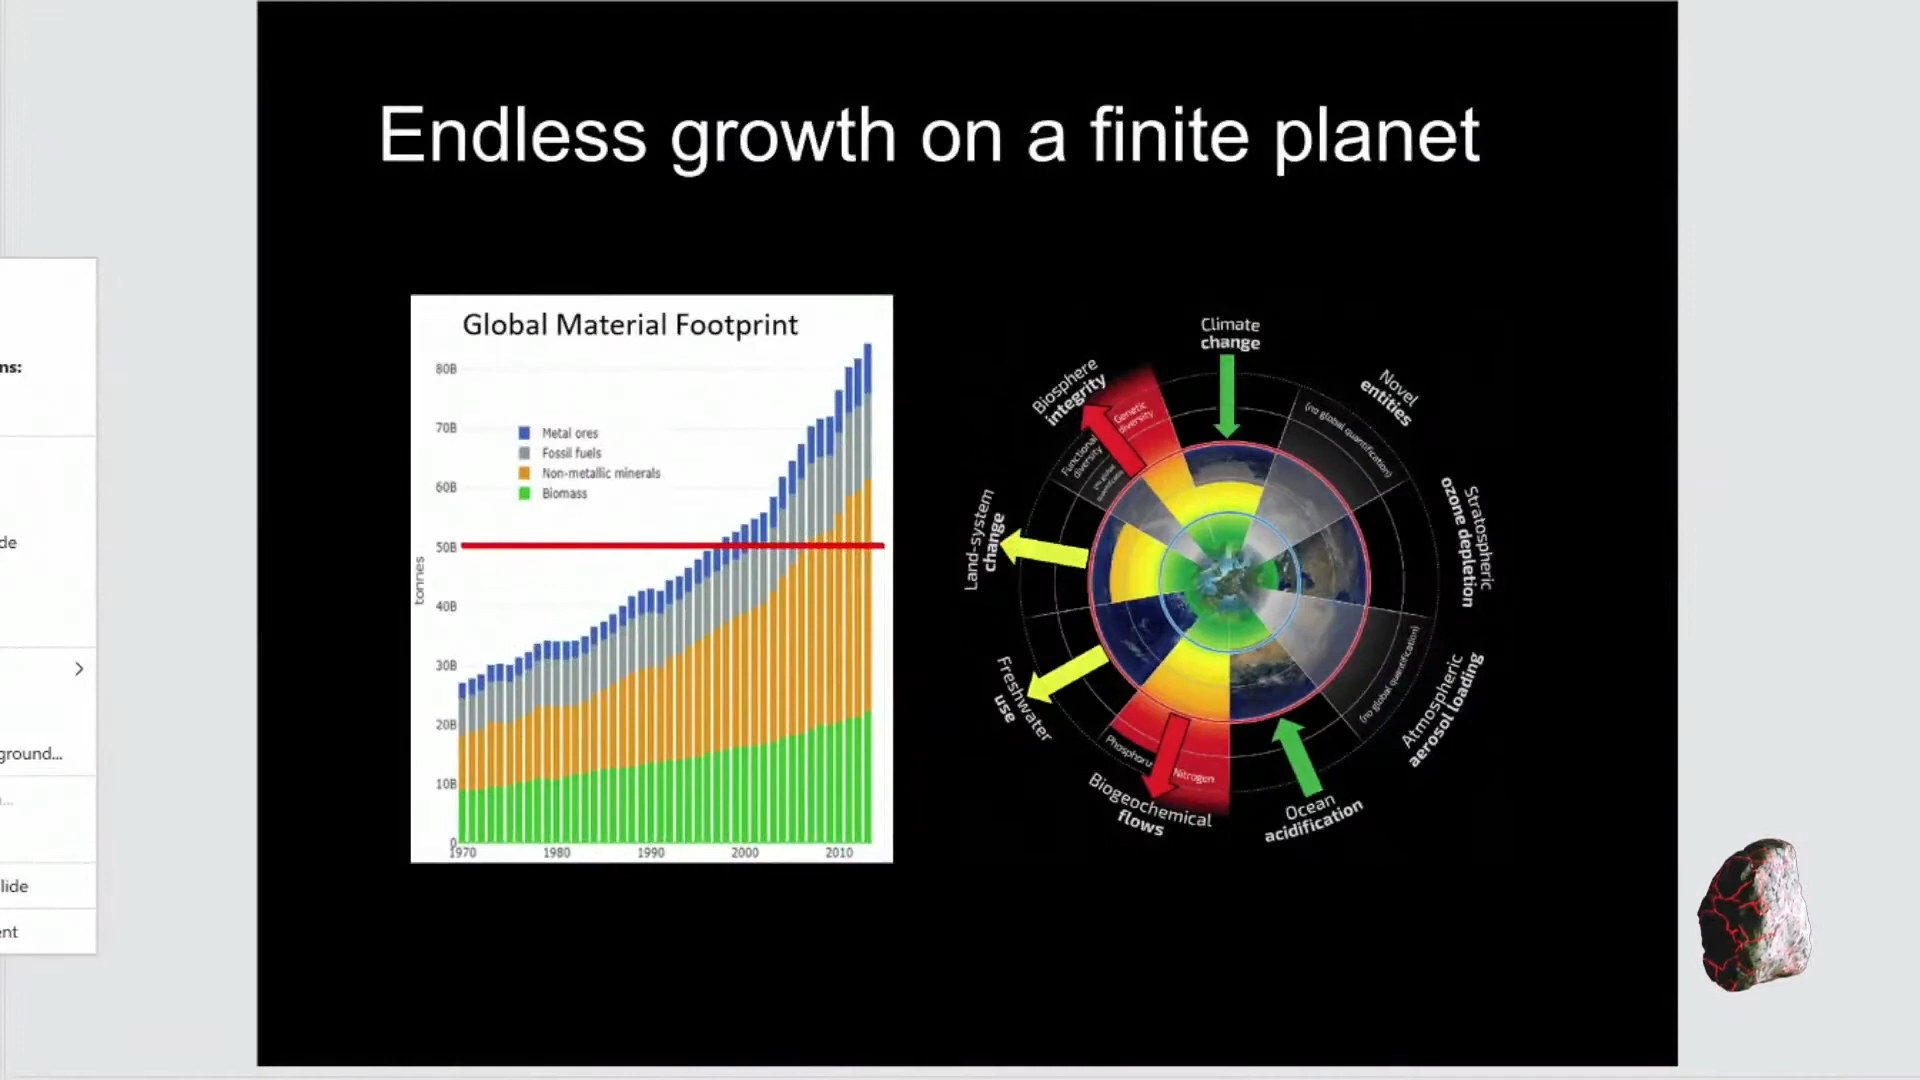 Endless growth on a finite planet
ns:
de
ground...
lide
ent
Global Material Footprint
80B
70B
60B
50B
40B
30B
20B
10B
0
tonnes
Metal ores
Fossil fuels
Non-metallic minerals
Biomass
1970
1980
1990
2000
2010
Climate
change
Novel
entities
(no global quantification)
Stratospheric
ozone depletion
Atmospheric
aerosol loading
(no global quantification)
Ocean
acidification
Biogeochemical
flows
Phosphoru
Nitrogen
Freshwater
use
Land-system
change
Biosphere
integrity
Genetic
diversity
Functional
diversity